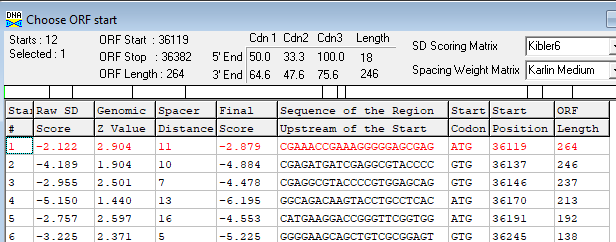 DNA Choose ORF start
Starts : 12 ORF Start : 36119 Cdn 1 Cdn2 Cdn3 Length SD Scoring Matrix Kibler6
Selected : 1 ORF Stop : 36382 5' End 50.0 33.3 100.0 18
ORF Length : 264 3' End 64.6 47.6 75.6 246 Spacing Weight Matrix Karlin Medium
Star Raw SD Genomic Spacer Final Sequence of the Region Start Start ORF
# Score Z Value Distance Score Upstream of the Start Codon Position Length
1 -2.122 2.904 11 -2.879 CGAAACCGAAAGGGGGAGCGAG ATG 36119 264
2 -4.189 1.904 10 -4.884 CGAGATGATCGAGGCGTACCCC GTG 36137 246
3 -2.955 2.501 7 -4.478 CGAGGCGTACCCCGTGGAGGAG GTG 36146 237
4 -5.150 1.440 13 -6.195 GGCAGACAAGTACCTGCCTCAC ATG 36170 213
5 -2.757 2.597 16 -4.553 CATGAAGGACCGGGTTCGGTGG ATG 36191 192
6 -3.225 2.371 5 -5.225 GGGGAAGCAGCTGTCGCGGAGT GTG 36245 138